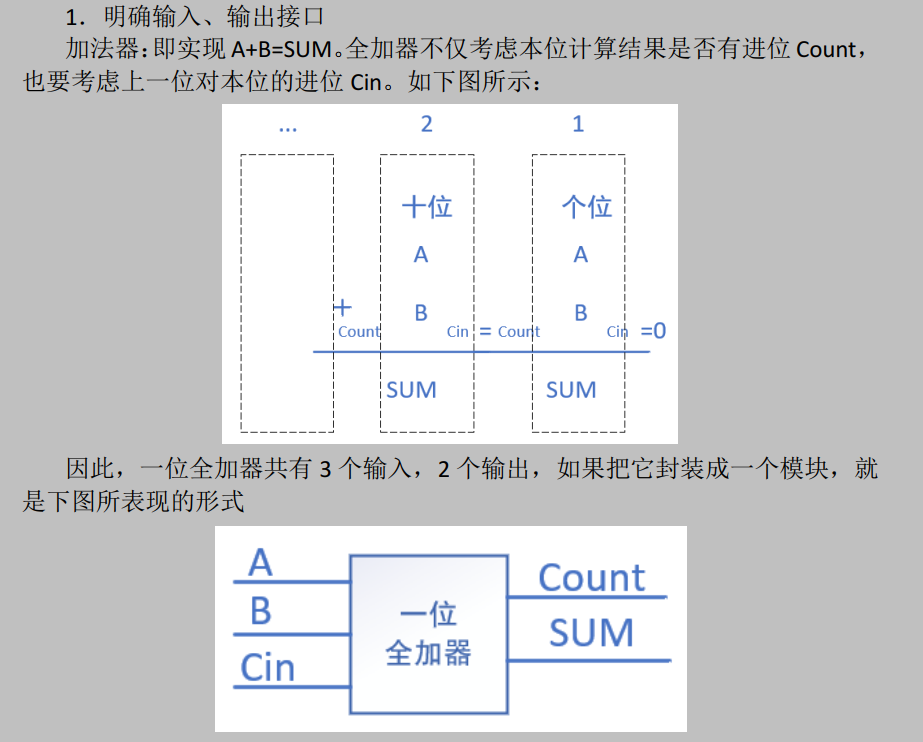 1. 明确输入、输出接口
加法器：即实现 A+B=SUM。全加器不仅考虑本位计算结果是否有进位 Count，
也要考虑上一位对本位的进位 Cin。如下图所示：
... 2 1
十位 个位
A A
+ B B
Count Cin = Count Cin =0
SUM SUM
因此，一位全加器共有 3 个输入，2 个输出，如果把它封装成一个模块，就
是下图所表现的形式
A
B
Cin
一位
全加器
Count
SUM